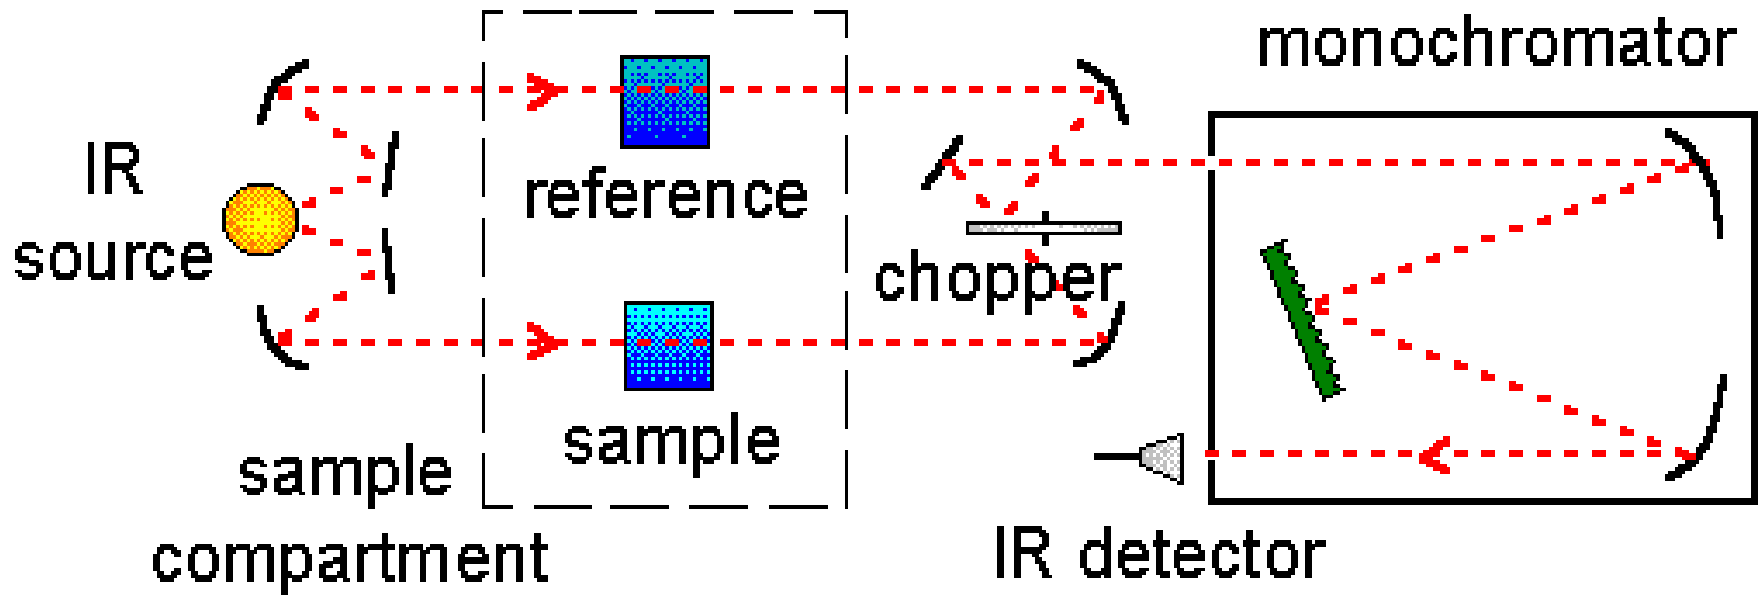 monochromator
IR
source
reference
chopper
sample
sample
compartment
IR detector